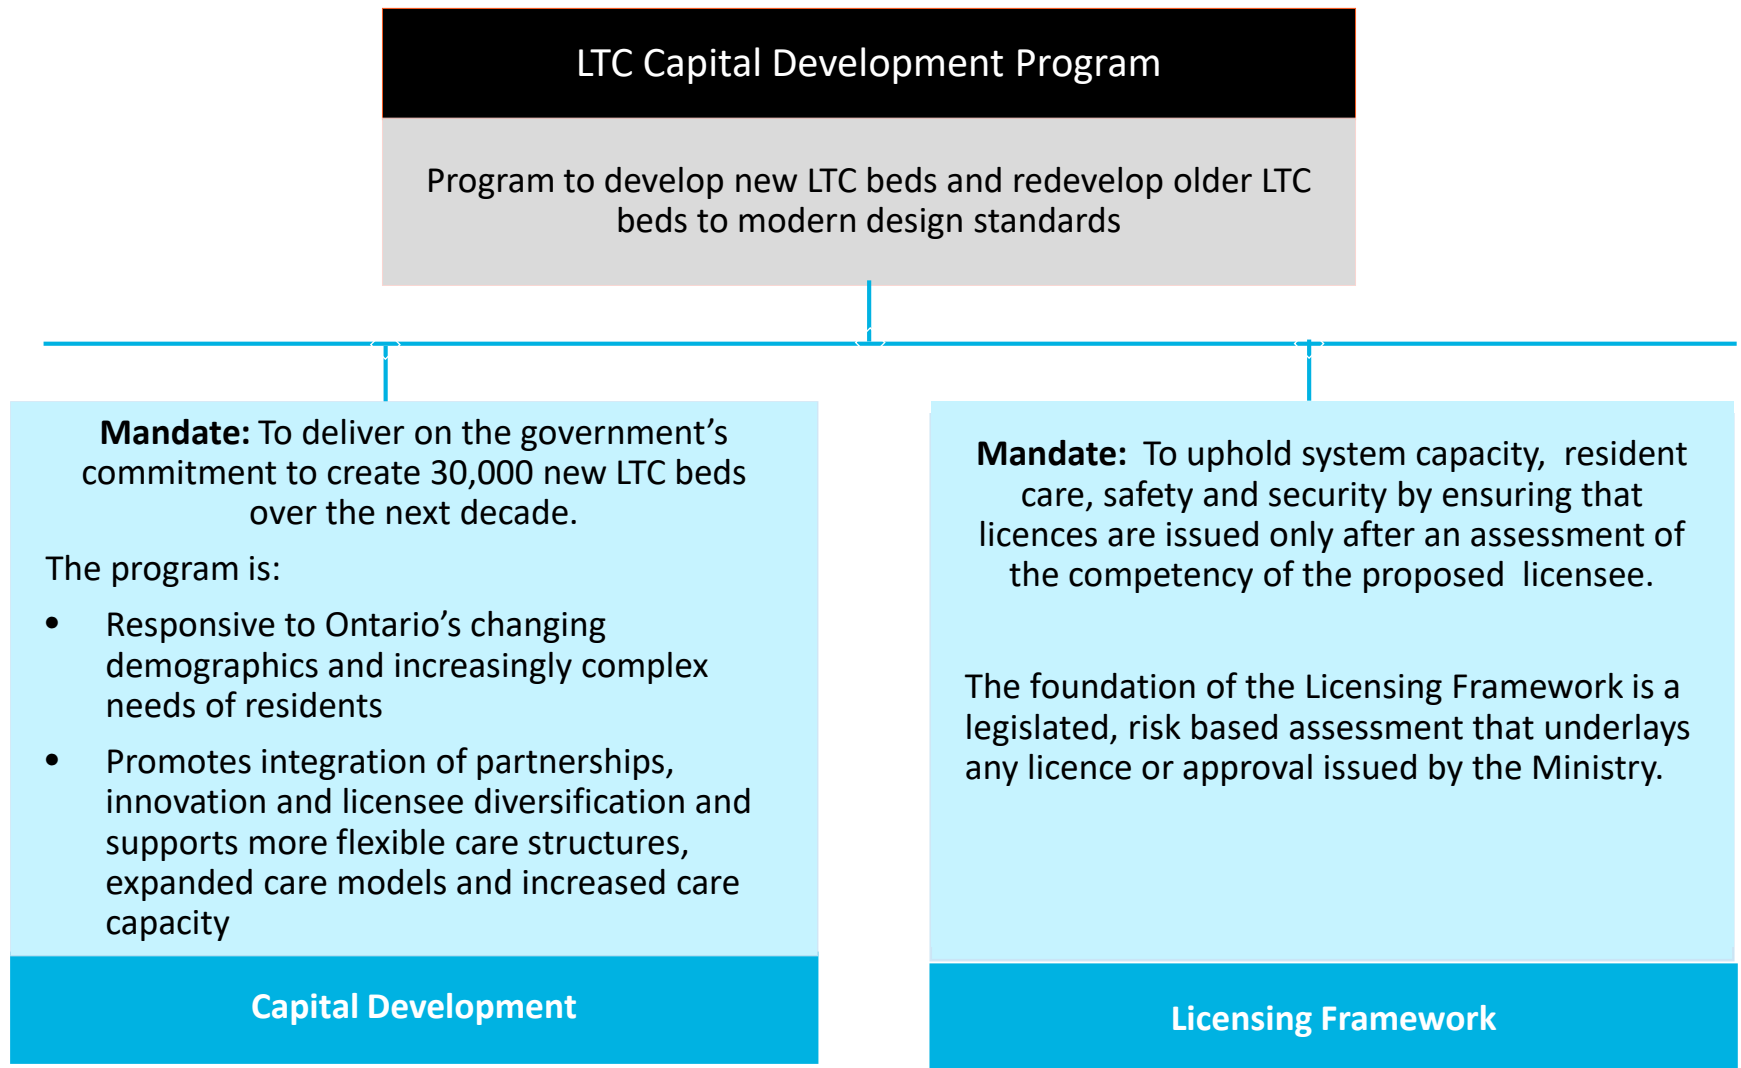 LTC Capital Development Program
Program to develop new LTC beds and redevelop older LTC
beds to modern design standards
Mandate: To deliver on the government’s
commitment to create 30,000 new LTC beds
over the next decade.
The program is:
• Responsive to Ontario’s changing
demographics and increasingly complex
needs of residents
• Promotes integration of partnerships,
innovation and licensee diversification and
supports more flexible care structures,
expanded care models and increased care
capacity
Capital Development
Mandate: To uphold system capacity, resident
care, safety and security by ensuring that
licences are issued only after an assessment of
the competency of the proposed licensee.
The foundation of the Licensing Framework is a
legislated, risk based assessment that underlays
any licence or approval issued by the Ministry.
Licensing Framework